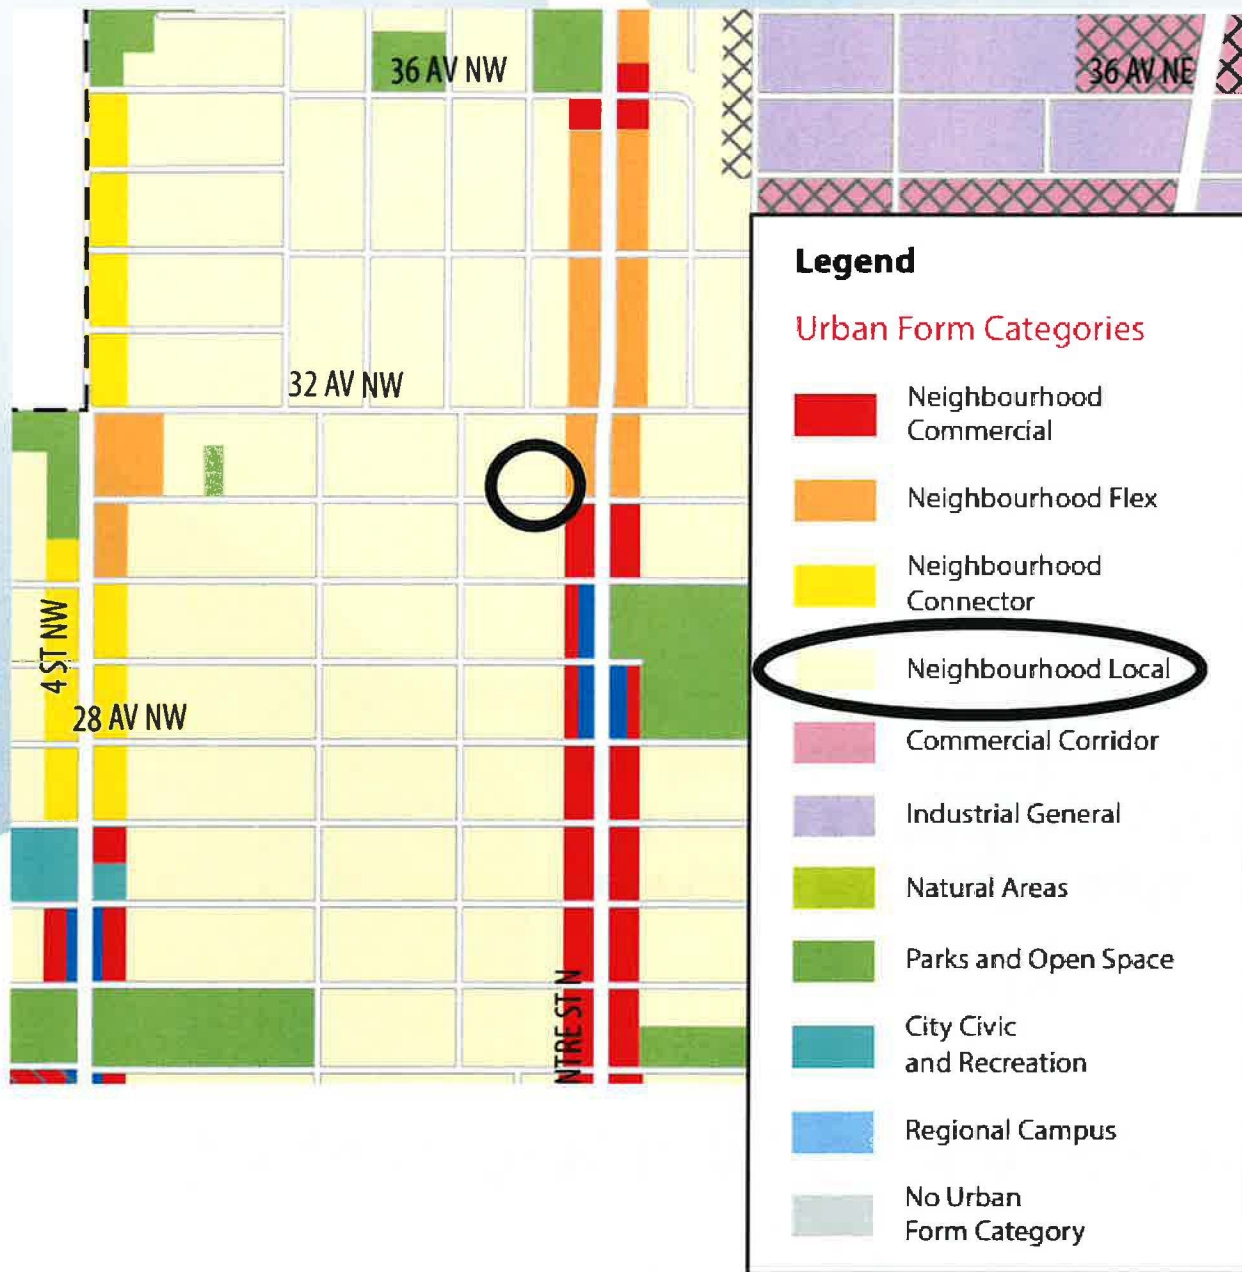 36 AV NW
36 AV NE
32 AV NW
4 ST NW
28 AV NW
NTRE ST N
Legend
Urban Form Categories
Neighbourhood
Commercial
Neighbourhood Flex
Neighbourhood
Connector
Neighbourhood Local
Commercial Corridor
Industrial General
Natural Areas
Parks and Open Space
City Civic
and Recreation
Regional Campus
No Urban
Form Category